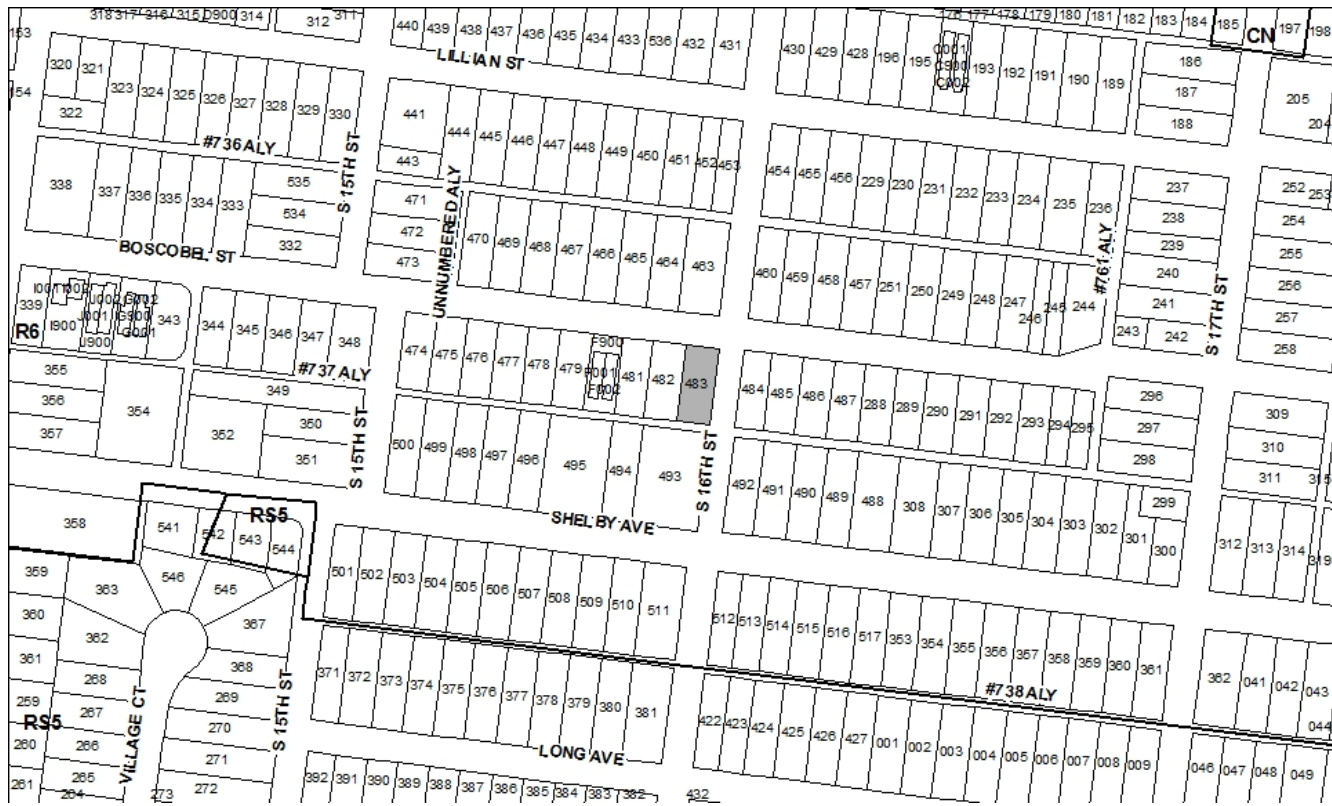 318 317 316 315 D900 314 312 311 440 439 438 437 436 435 434 433 536 432 431 430 429 428 196 195 176 177 178 179 180 181 182 183 184 185 CN 197 198
153 154 320 321 322 323 324 325 326 327 328 329 330
LILLIAN ST
C001 C900 C002 193 192 191 190 189 186 187 188 205 204
#736 ALY
S 15TH ST
441 443 444 445 446 447 448 449 450 451 452 453
454 455 456 229 230 231 232 233 234 235 236
237 238 239 240 241 242 243
252 253 254 255 256 257 258
338 337 336 335 334 333 535 534 332
471 472 473
UNNUMBERED ALY
470 469 468 467 466 465 464 463
460 459 458 457 251 250 249 248 247 246 245 244
#761 ALY
S 17TH ST
BOSCOBEL ST
339 I001 I002 I900 J002 J001 J900 G002 G900 G001 343
R6
344 345 346 347 348
#737 ALY
474 475 476 477 478 479 F900 F001 F002 481 482 483
484 485 486 487 288 289 290 291 292 293 294 295
296 297 298
309 310 311 315
355 356 357 354 349 352 350 351
S 15TH ST
500 499 498 497 496 495 494 493
S 16TH ST
492 491 490 489 488 308 307 306 305 304 303 302 301 300 299
312 313 314 319
SHELBY AVE
358 541 542 543 544
RS5
546 545
359 363 360 362 361 367 368
501 502 503 504 505 506 507 508 509 510 511
512 513 514 515 516 517 353 354 355 356 357 358 359 360 361
362 041 042 043 044
268 269 259 267 270 260 266 271 265 272 261 264 273
RS5
VILLAGE CT
S 15TH ST
371 372 373 374 375 376 377 378 379 380 381
#738 ALY
422 423 424 425 426 427 001 002 003 004 005 006 007 008 009
046 047 048 049
LONG AVE
392 391 390 389 387 386 385 384 383 382 432